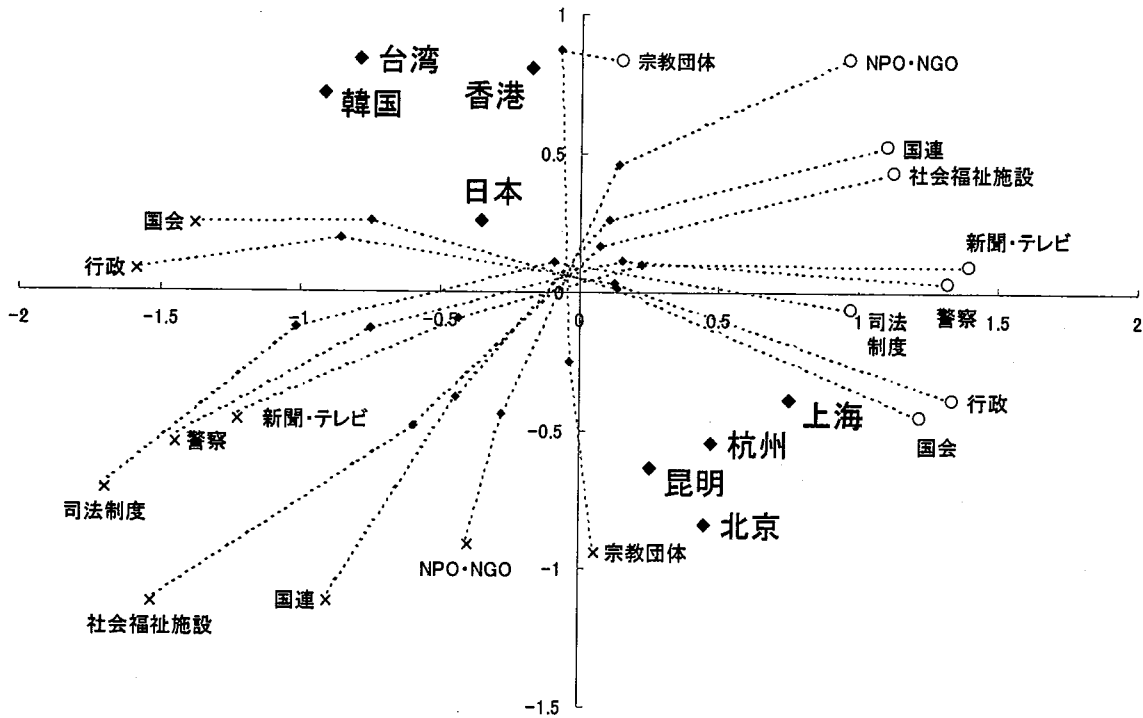 1
台湾
宗教団体
NPO・NGO
韓国
香港
0.5
国連
社会福祉施設
日本
国会
新聞・テレビ
行政
-2
-1.5
-1
-0.5
0
0
0.5
司法
制度
警察
1.5
2
上海
行政
新聞・テレビ
警察
-0.5
杭州
国会
昆明
司法制度
北京
NPO・NGO
-1
宗教団体
社会福祉施設
国連
-1.5